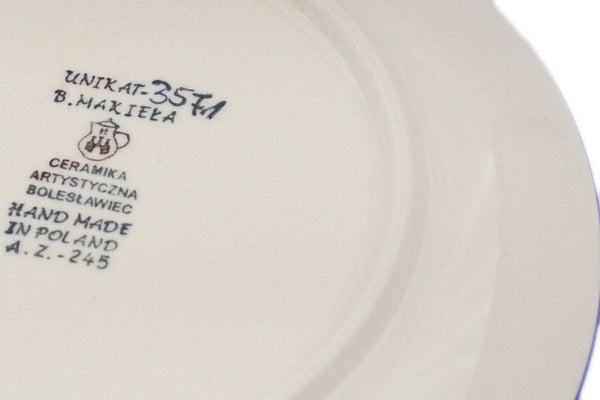 UNIKAT-3571
B. MAKIEŁA
CERAMIKA
ARTYSTYCZNA
BOLESŁAWIEC
HAND MADE
IN POLAND
A.Z.-245